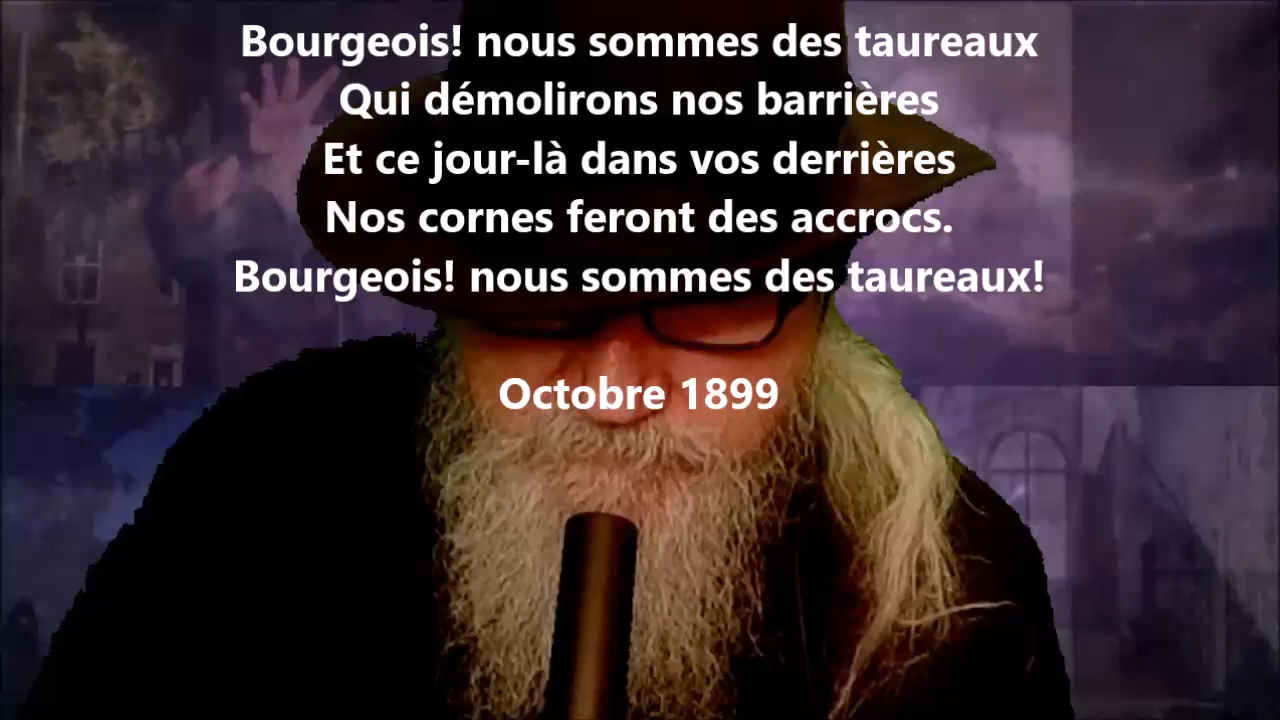 Bourgeois! nous sommes des taureaux
Qui démolirons nos barrières
Et ce jour-là dans vos derrières
Nos cornes feront des accrocs.
Bourgeois! nous sommes des taureaux!
Octobre 1899